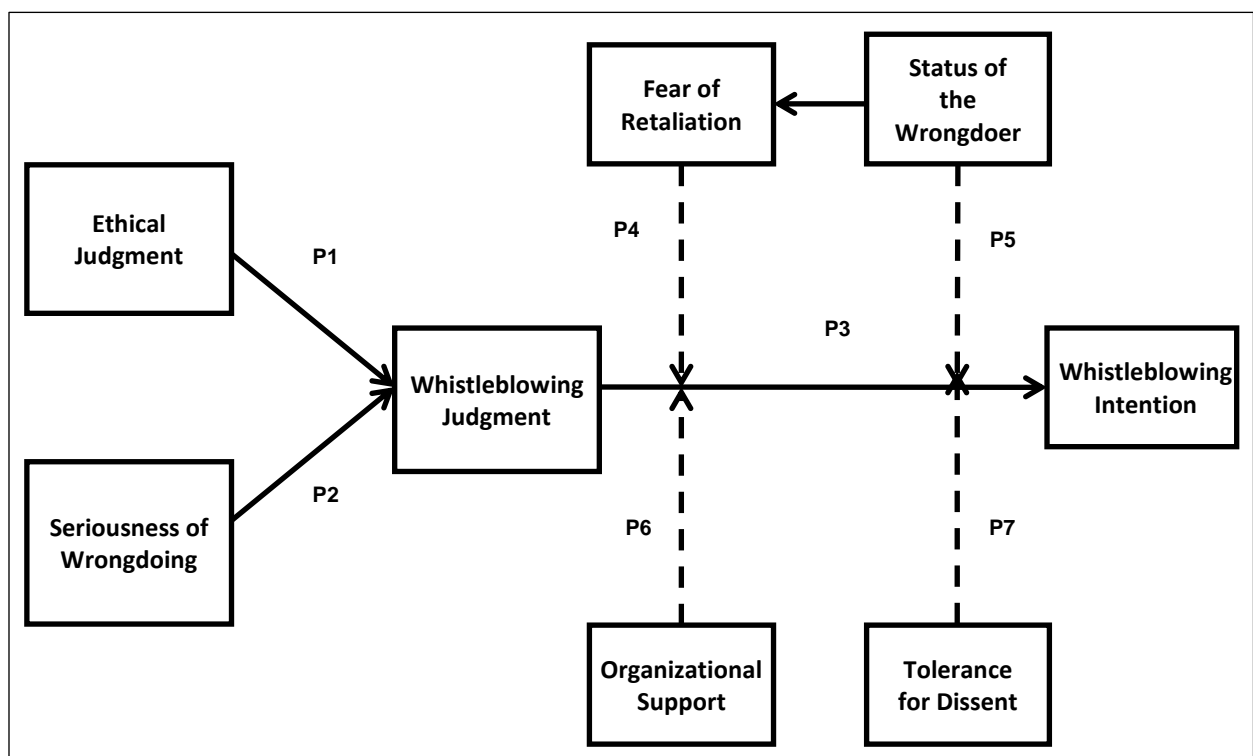 Fear of
Retaliation
Status of
the
Wrongdoer
Ethical
Judgment
P1
P4
P5
P3
Whistleblowing
Judgment
Whistleblowing
Intention
P2
Seriousness of
Wrongdoing
P6
P7
Organizational
Support
Tolerance
for Dissent